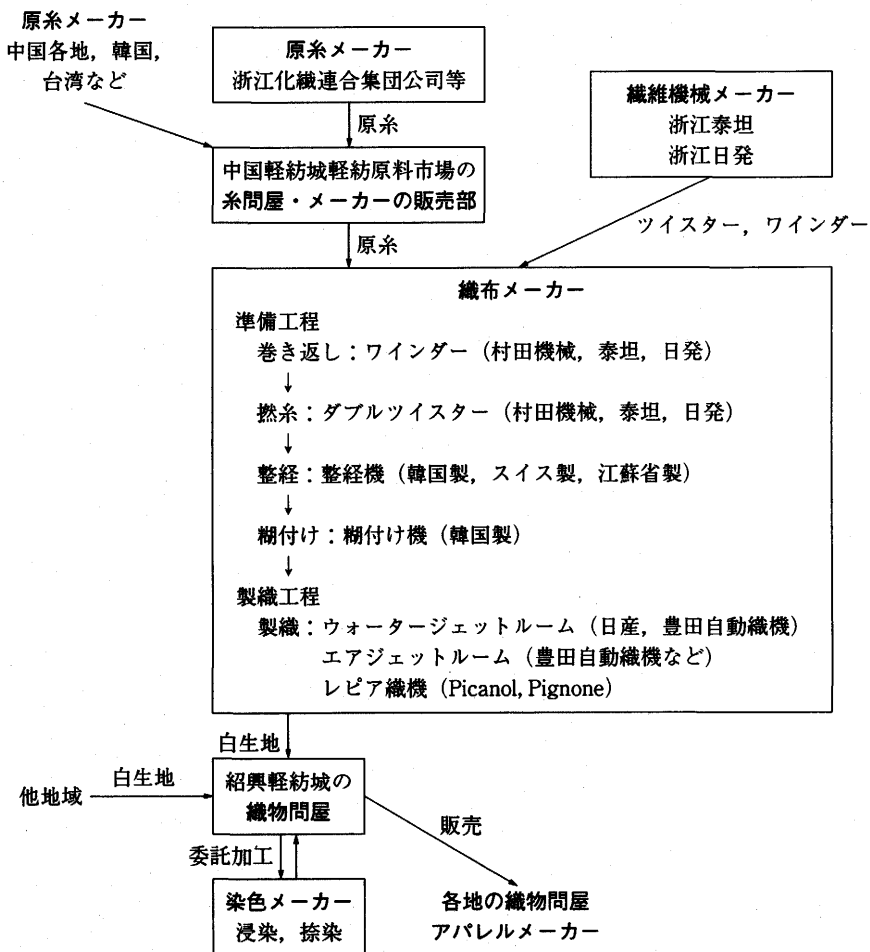 原糸メーカー
中国各地，韓国，
台湾など
原糸メーカー
浙江化繊連合集団公司等
繊維機械メーカー
浙江泰坦
浙江日発
原糸
中国軽紡城軽紡原料市場の
糸問屋・メーカーの販売部
ツイスター，ワインダー
原糸
織布メーカー
準備工程
巻き返し：ワインダー（村田機械，泰坦，日発）
↓
撚糸：ダブルツイスター（村田機械，泰坦，日発）
↓
整経：整経機（韓国製，スイス製，江蘇省製）
↓
糊付け：糊付け機（韓国製）
↓
製織工程
製織：ウォータージェットルーム（日産，豊田自動織機）
エアジェットルーム（豊田自動織機など）
レピア織機（Picanol, Pignone）
白生地
他地域
白生地
紹興軽紡城の
織物問屋
販売
委託加工
染色メーカー
浸染，捺染
各地の織物問屋
アパレルメーカー